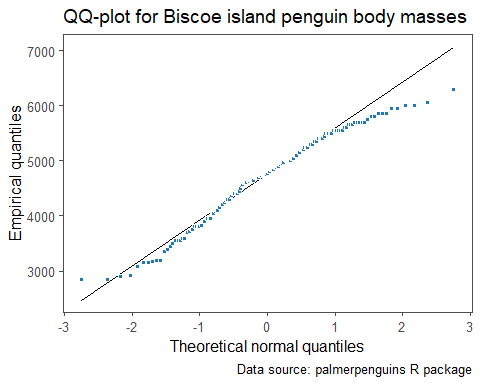 QQ-plot for Biscoe island penguin body masses
Empirical quantiles
7000
6000
5000
4000
3000
-3 -2 -1 0 1 2 3
Theoretical normal quantiles
Data source: palmerpenguins R package